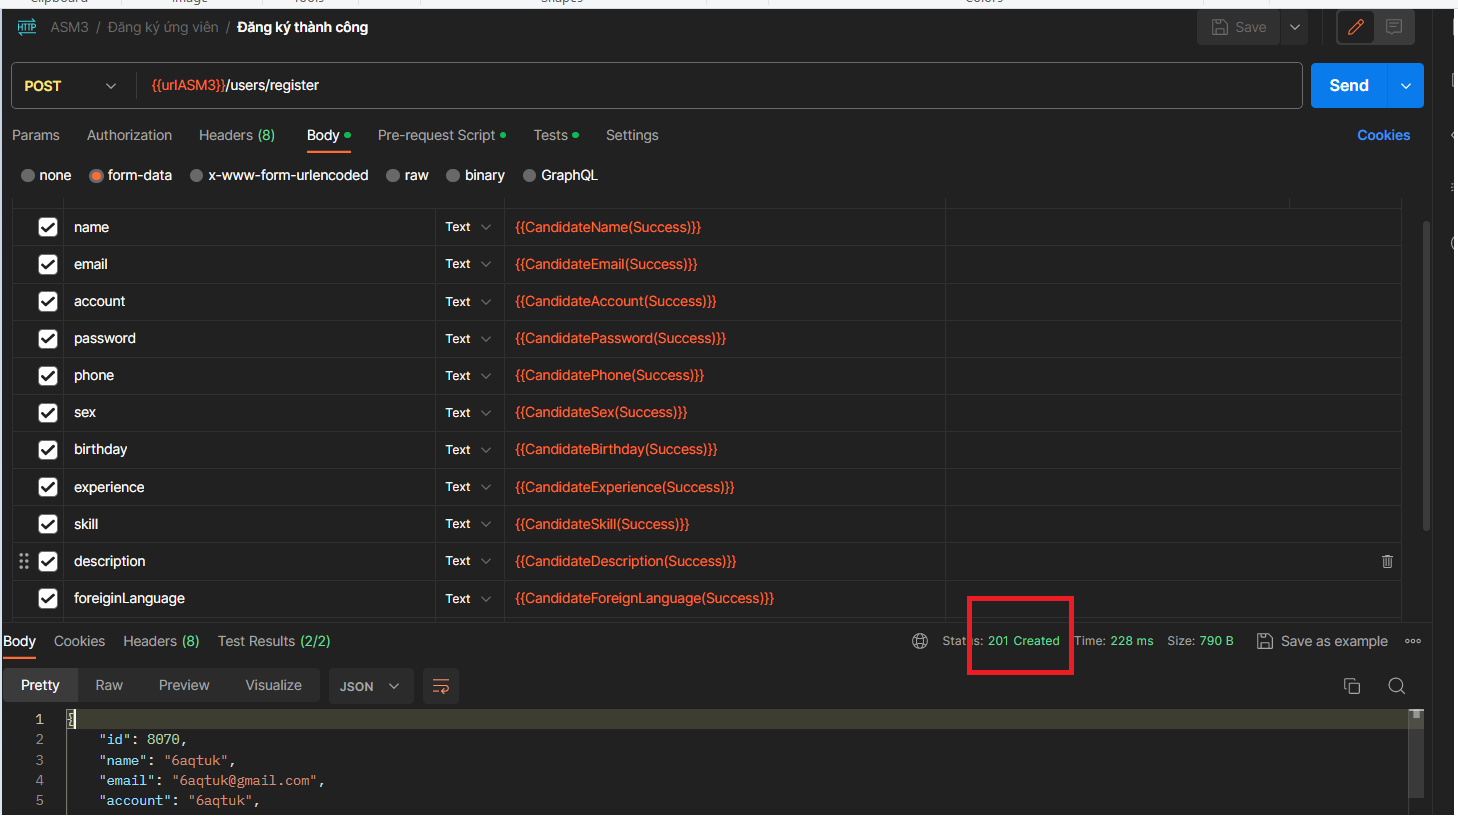 HTTP ASM3 / Đăng ký ứng viên / Đăng ký thành công Save
POST {{urlASM3}}/users/register Send
Params Authorization Headers (8) Body Pre-request Script Tests Settings Cookies
none form-data x-www-form-urlencoded raw binary GraphQL
name Text {{CandidateName(Success)}}
email Text {{CandidateEmail(Success)}}
account Text {{CandidateAccount(Success)}}
password Text {{CandidatePassword(Success)}}
phone Text {{CandidatePhone(Success)}}
sex Text {{CandidateSex(Success)}}
birthday Text {{CandidateBirthday(Success)}}
experience Text {{CandidateExperience(Success)}}
skill Text {{CandidateSkill(Success)}}
description Text {{CandidateDescription(Success)}}
foreiginLanguage Text {{CandidateForeignLanguage(Success)}}
Body Cookies Headers (8) Test Results (2/2) Status: 201 Created Time: 228 ms Size: 790 B Save as example
Pretty Raw Preview Visualize JSON
1 {
2 "id": 8070,
3 "name": "6aqtuk",
4 "email": "6aqtuk@gmail.com",
5 "account": "6aqtuk",